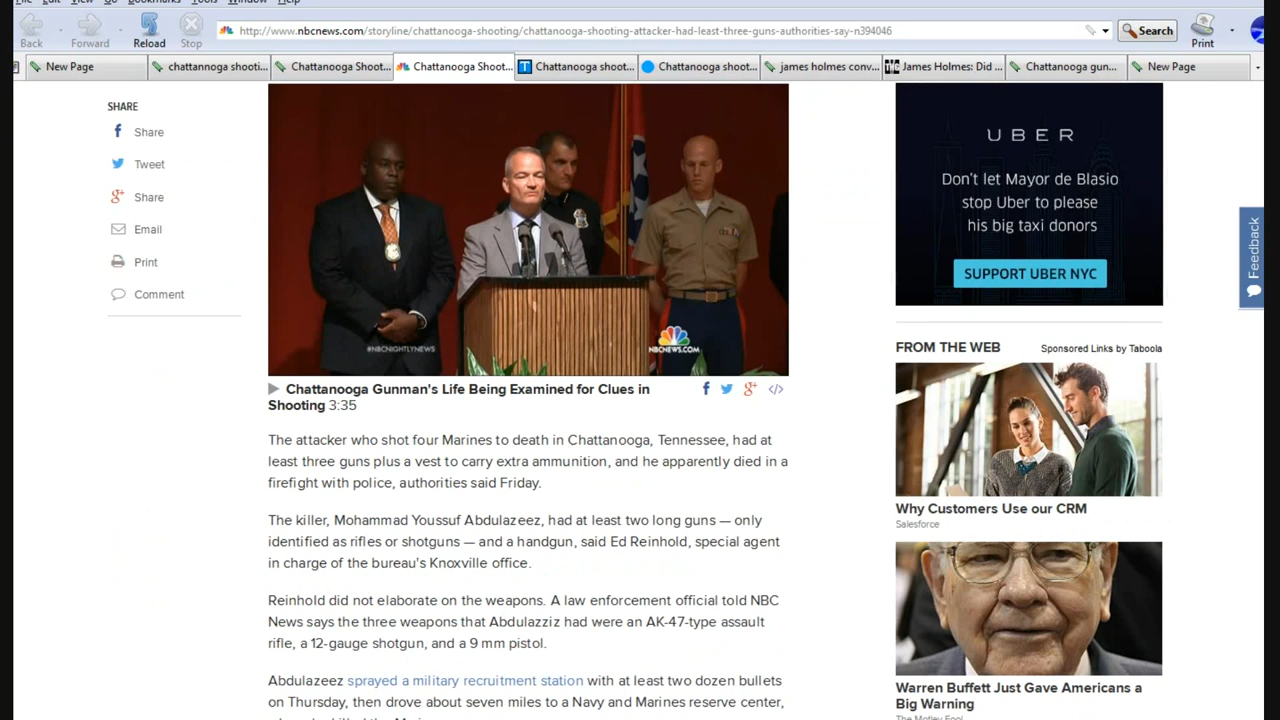 File Edit View Go Bookmarks Tools Window Help
Back Forward Reload Stop
http://www.nbcnews.com/storyline/chattanooga-shooting/chattanooga-shooting-attacker-had-least-three-guns-authorities-say-n394046
Search
Print
New Page
chattannoga shooti...
Chattanooga Shoot...
Chattanooga Shoot...
Chattanooga shoot...
Chattanooga shoot...
james holmes conv...
James Holmes: Did ...
Chattanooga gun...
New Page
SHARE
Share
Tweet
Share
Email
Print
Comment
#NBCNIGHTLYNEWS
NBCNEWS.COM
Chattanooga Gunman's Life Being Examined for Clues in
Shooting 3:35
The attacker who shot four Marines to death in Chattanooga, Tennessee, had at
least three guns plus a vest to carry extra ammunition, and he apparently died in a
firefight with police, authorities said Friday.
The killer, Mohammad Youssuf Abdulazeez, had at least two long guns — only
identified as rifles or shotguns — and a handgun, said Ed Reinhold, special agent
in charge of the bureau's Knoxville office.
Reinhold did not elaborate on the weapons. A law enforcement official told NBC
News says the three weapons that Abdulazziz had were an AK-47-type assault
rifle, a 12-gauge shotgun, and a 9 mm pistol.
Abdulazeez sprayed a military recruitment station with at least two dozen bullets
on Thursday, then drove about seven miles to a Navy and Marines reserve center,
UBER
Don't let Mayor de Blasio
stop Uber to please
his big taxi donors
SUPPORT UBER NYC
Feedback
FROM THE WEB
Sponsored Links by Taboola
Why Customers Use our CRM
Salesforce
Warren Buffett Just Gave Americans a
Big Warning
The Motley Fool